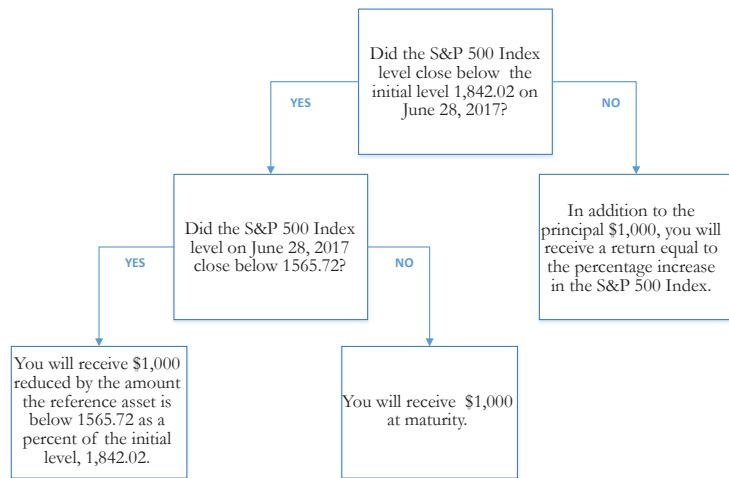 Did the S&P 500 Index
level close below the
initial level 1,842.02 on
June 28, 2017?
YES
NO
Did the S&P 500 Index
level on June 28, 2017
close below 1565.72?
In addition to the
principal $1,000, you will
receive a return equal to
the percentage increase
in the S&P 500 Index.
YES
NO
You will receive $1,000
reduced by the amount
the reference asset is
below 1565.72 as a
percent of the initial
level, 1,842.02.
You will receive $1,000
at maturity.